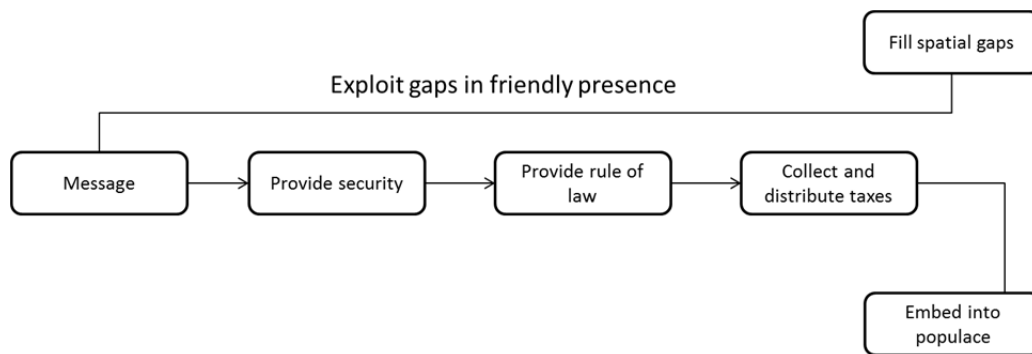 Fill spatial gaps
Exploit gaps in friendly presence
Message
Provide security
Provide rule of
law
Collect and
distribute taxes
Embed into
populace